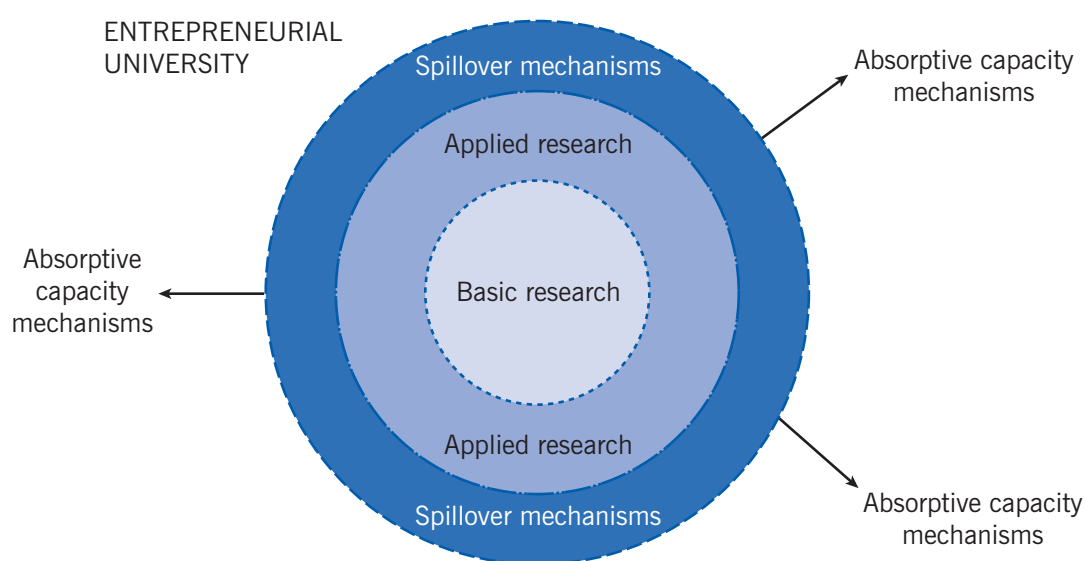 ENTREPRENEURIAL
UNIVERSITY
Spillover mechanisms
Absorptive capacity
mechanisms
Applied research
Absorptive
capacity
mechanisms
Basic research
Applied research
Spillover mechanisms
Absorptive capacity
mechanisms